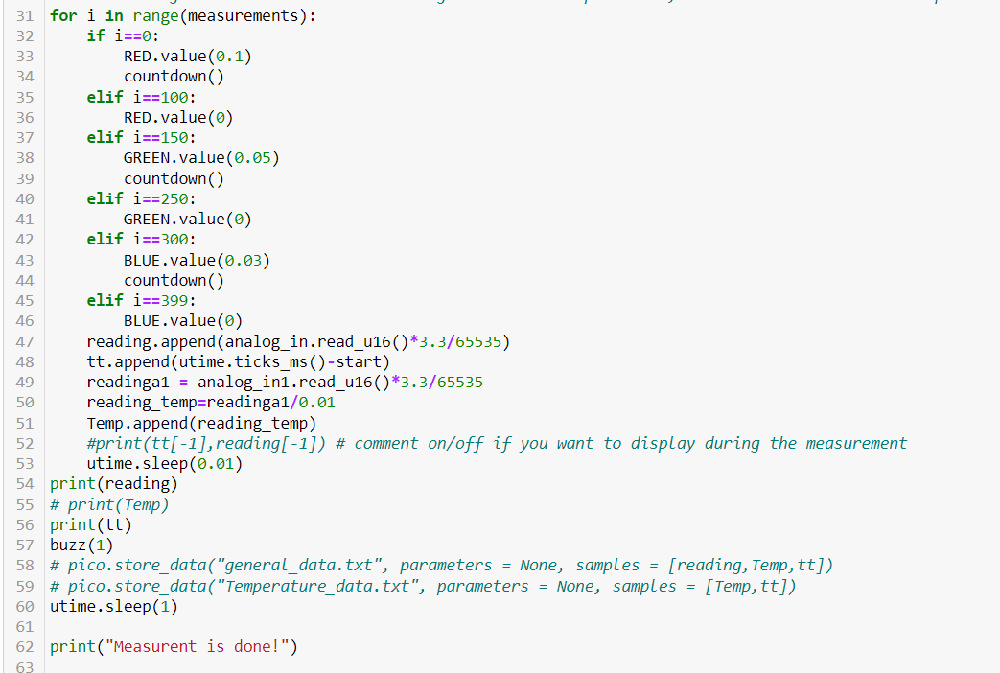 31 for i in range(measurements):
32     if i==0:
33         RED.value(0.1)
34         countdown()
35     elif i==100:
36         RED.value(0)
37     elif i==150:
38         GREEN.value(0.05)
39         countdown()
40     elif i==250:
41         GREEN.value(0)
42     elif i==300:
43         BLUE.value(0.03)
44         countdown()
45     elif i==399:
46         BLUE.value(0)
47     reading.append(analog_in.read_u16()*3.3/65535)
48     tt.append(utime.ticks_ms()-start)
49     readinga1 = analog_in1.read_u16()*3.3/65535
50     reading_temp=readinga1/0.01
51     Temp.append(reading_temp)
52     #print(tt[-1],reading[-1]) # comment on/off if you want to display during the measurement
53     utime.sleep(0.01)
54 print(reading)
55 # print(Temp)
56 print(tt)
57 buzz(1)
58 # pico.store_data("general_data.txt", parameters = None, samples = [reading,Temp,tt])
59 # pico.store_data("Temperature_data.txt", parameters = None, samples = [Temp,tt])
60 utime.sleep(1)
61
62 print("Measurent is done!")
63